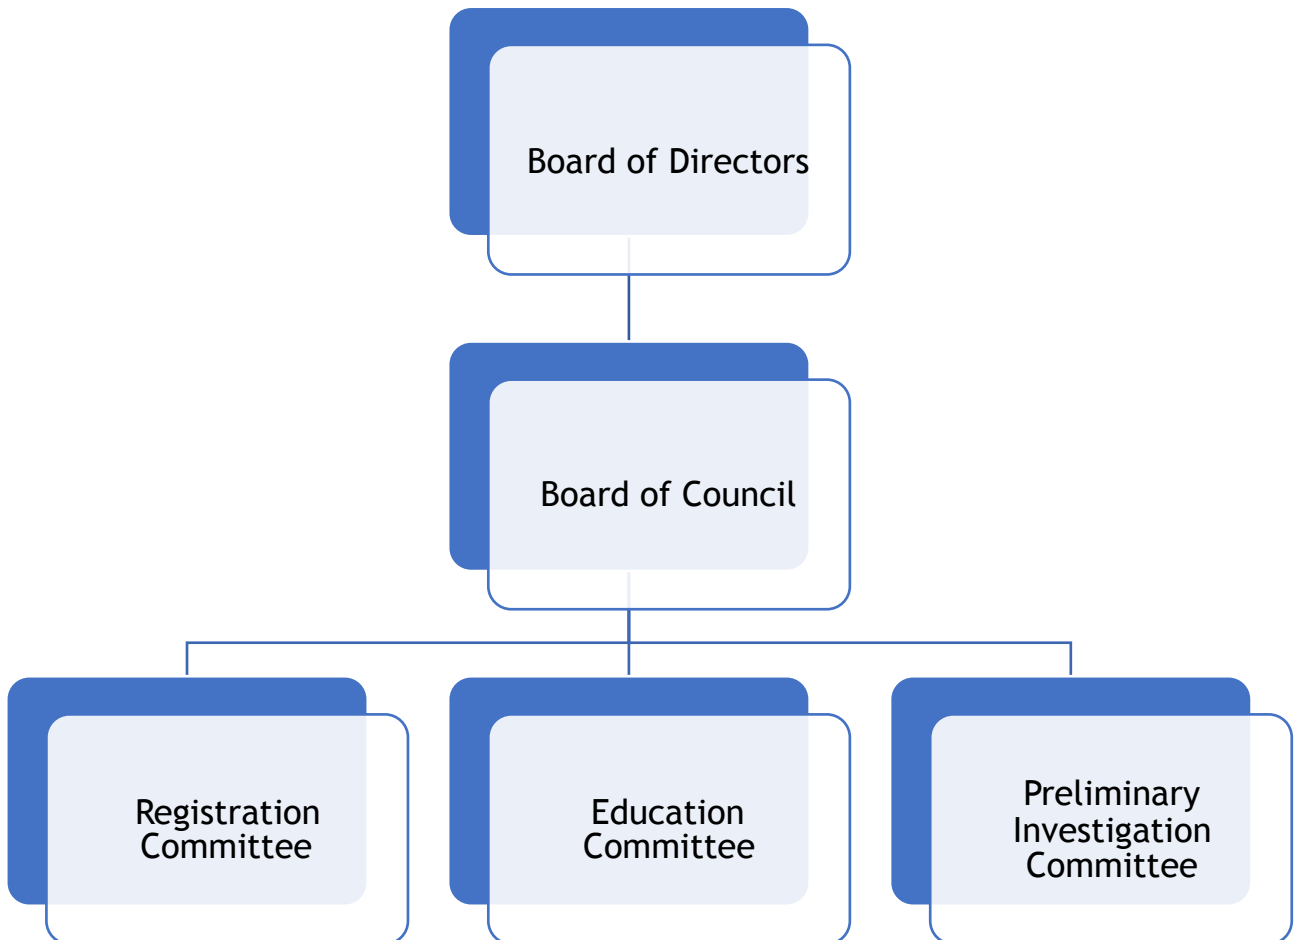 Board of Directors
Board of Council
Registration
Committee
Education
Committee
Preliminary
Investigation
Committee